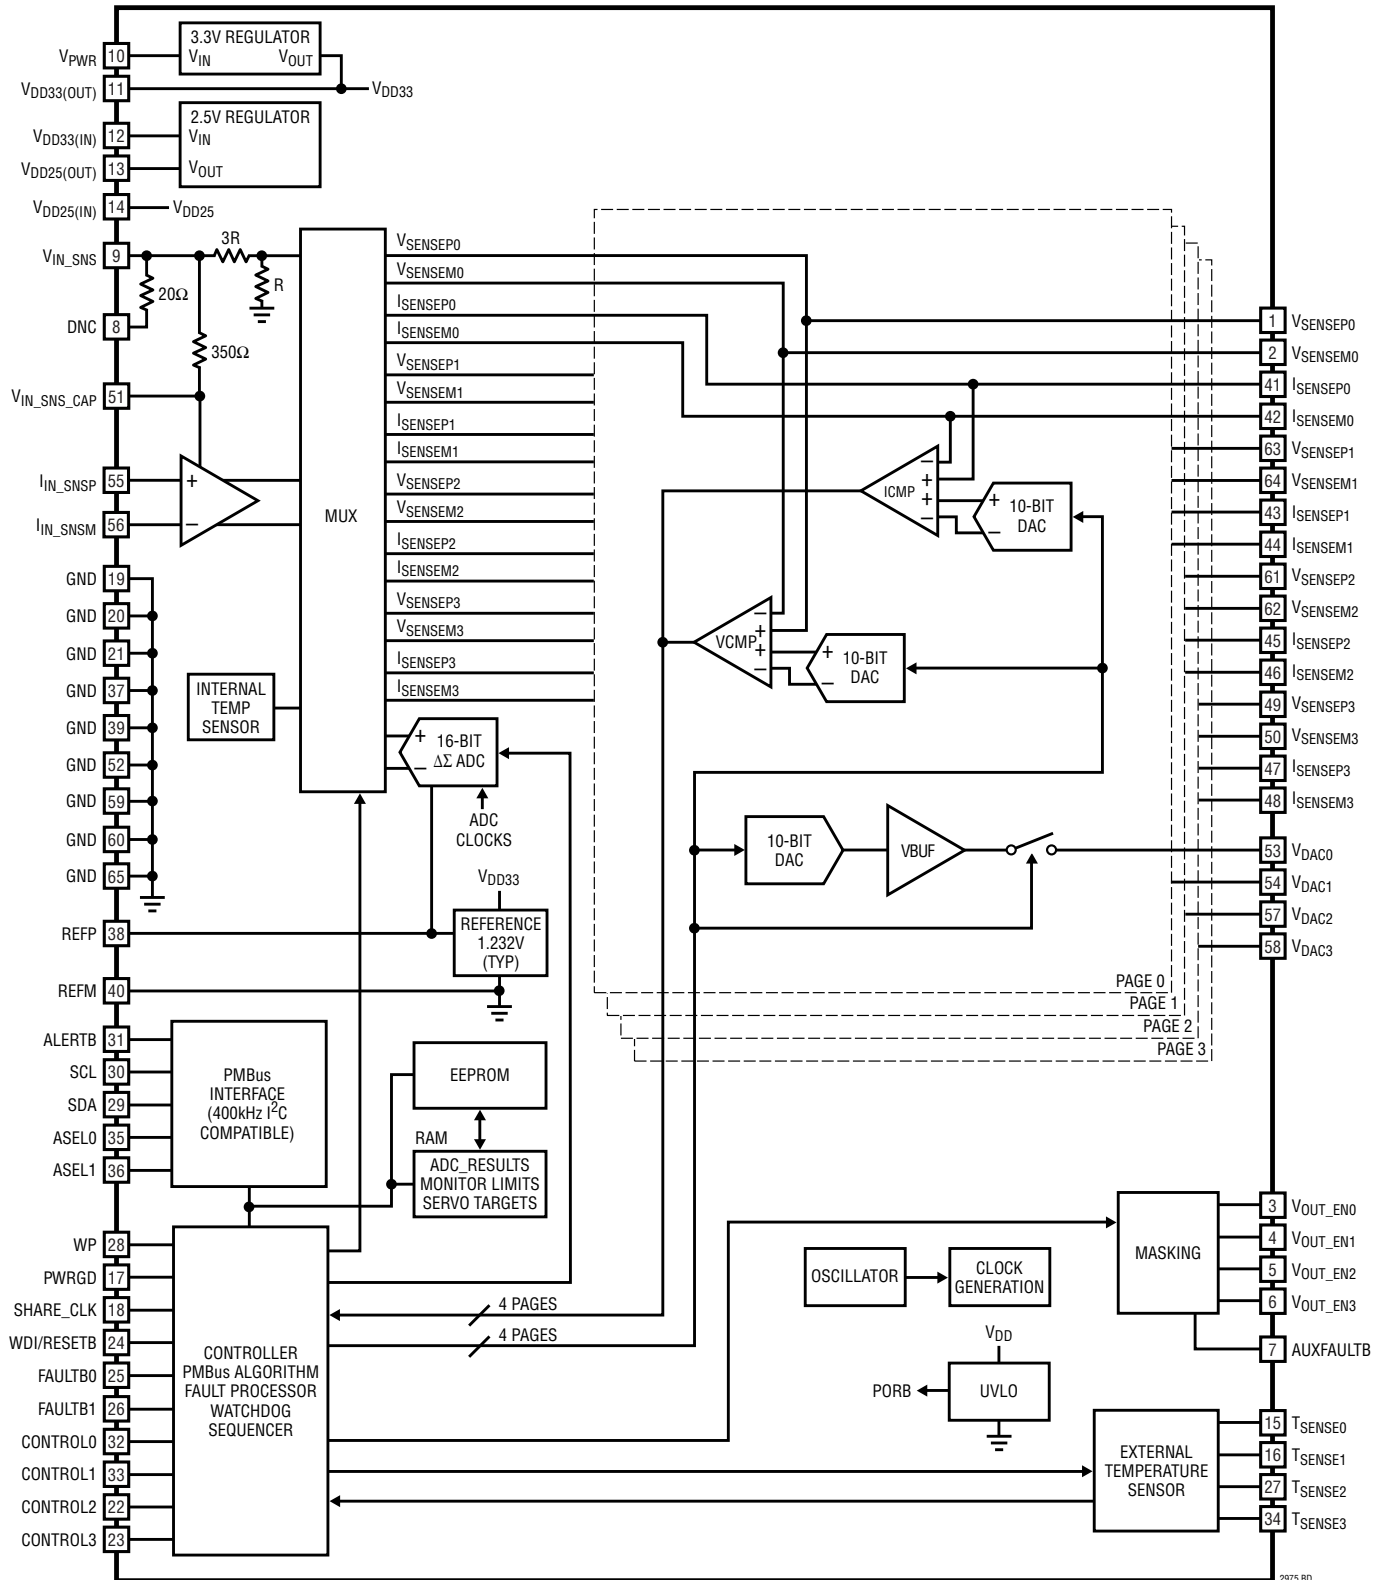 3.3V REGULATOR
VIN
VOUT
VPWR 10
VDD33(OUT) 11
VDD33
2.5V REGULATOR
VDD33(IN) 12
VIN
VDD25(OUT) 13
VOUT
VDD25(IN) 14
VDD25
VIN_SNS 9
3R
R
20Ω
DNC 8
350Ω
VIN_SNS_CAP 51
IIN_SNSP 55
+
IIN_SNSM 56
–
MUX
GND 19
GND 20
GND 21
GND 37
GND 39
GND 52
GND 59
GND 60
GND 65
INTERNAL
TEMP
SENSOR
VSENSEP0
VSENSEM0
ISENSEP0
ISENSEM0
VSENSEP1
VSENSEM1
ISENSEP1
ISENSEM1
VSENSEP2
VSENSEM2
ISENSEP2
ISENSEM2
VSENSEP3
VSENSEM3
ISENSEP3
ISENSEM3
+
–
16-BIT
ΔΣ ADC
ADC
CLOCKS
VDD33
REFP 38
REFERENCE
1.232V
(TYP)
REFM 40
ICMP
–
+
+
–
+
–
10-BIT
DAC
VCMP
–
+
+
–
+
–
10-BIT
DAC
10-BIT
DAC
VBUF
PAGE 0
PAGE 1
PAGE 2
PAGE 3
1 VSENSEP0
2 VSENSEM0
41 ISENSEP0
42 ISENSEM0
63 VSENSEP1
64 VSENSEM1
43 ISENSEP1
44 ISENSEM1
61 VSENSEP2
62 VSENSEM2
45 ISENSEP2
46 ISENSEM2
49 VSENSEP3
50 VSENSEM3
47 ISENSEP3
48 ISENSEM3
53 VDAC0
54 VDAC1
57 VDAC2
58 VDAC3
ALERTB 31
SCL 30
SDA 29
ASEL0 35
ASEL1 36
PMBus
INTERFACE
(400kHz I2C
COMPATIBLE)
EEPROM
RAM
ADC_RESULTS
MONITOR LIMITS
SERVO TARGETS
WP 28
PWRGD 17
SHARE_CLK 18
WDI/RESETB 24
FAULTB0 25
FAULTB1 26
CONTROL0 32
CONTROL1 33
CONTROL2 22
CONTROL3 23
CONTROLLER
PMBus ALGORITHM
FAULT PROCESSOR
WATCHDOG
SEQUENCER
4 PAGES
4 PAGES
OSCILLATOR
CLOCK
GENERATION
VDD
PORB
UVLO
MASKING
3 VOUT_EN0
4 VOUT_EN1
5 VOUT_EN2
6 VOUT_EN3
7 AUXFAULTB
EXTERNAL
TEMPERATURE
SENSOR
15 TSENSE0
16 TSENSE1
27 TSENSE2
34 TSENSE3
2975 BD